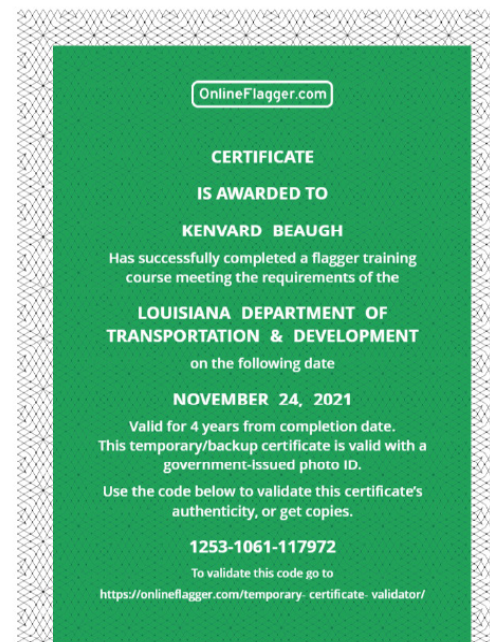 OnlineFlagger.com
CERTIFICATE
IS AWARDED TO
KENVARD BEAUGH
Has successfully completed a flagger training
course meeting the requirements of the
LOUISIANA DEPARTMENT OF
TRANSPORTATION & DEVELOPMENT
on the following date
NOVEMBER 24, 2021
Valid for 4 years from completion date.
This temporary/backup certificate is valid with a
government-issued photo ID.
Use the code below to validate this certificate's
authenticity, or get copies.
1253-1061-117972
To validate this code go to
https://onlineflagger.com/temporary- certificate- validator/